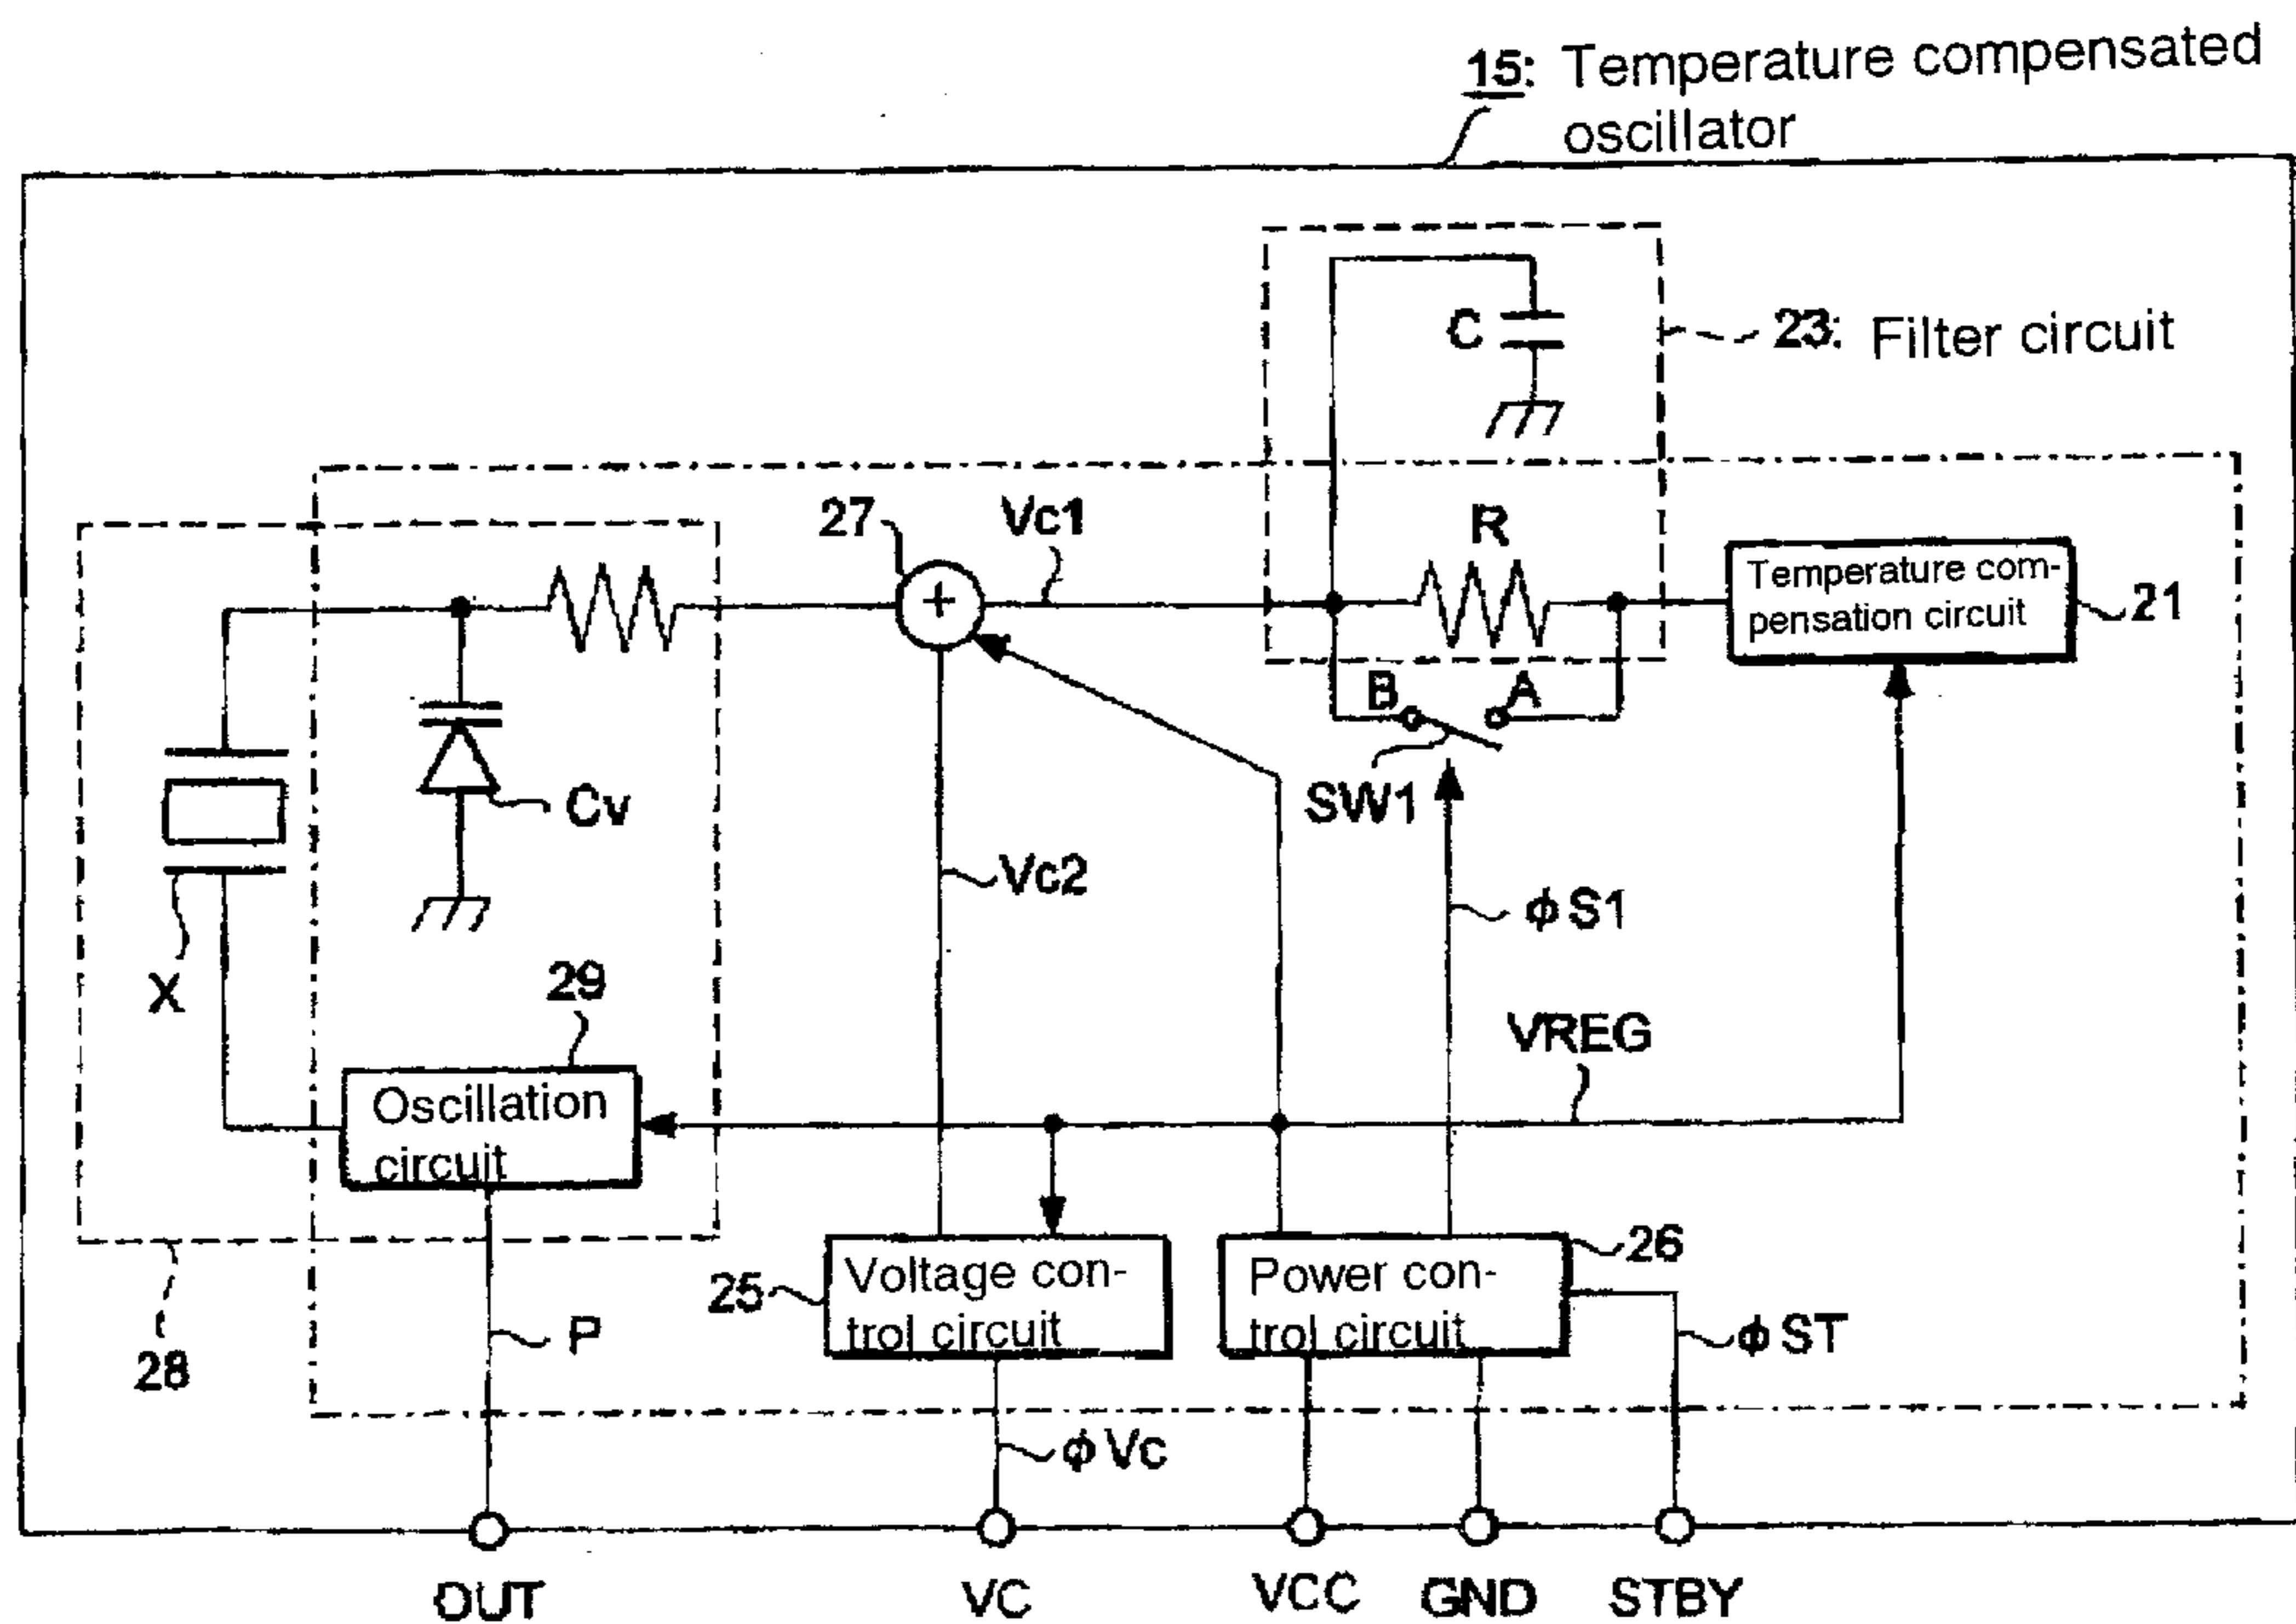 15: Temperature compensated
oscillator
C
23: Filter circuit
27
Vc1
R
Temperature com-
pensation circuit
21
B
A
SW1
Cv
Vc2
ϕS1
X
29
VREG
Oscillation
circuit
26
25
Voltage con-
trol circuit
Power con-
trol circuit
ϕST
P
28
ϕVc
OUT
VC
VCC
GND
STBY